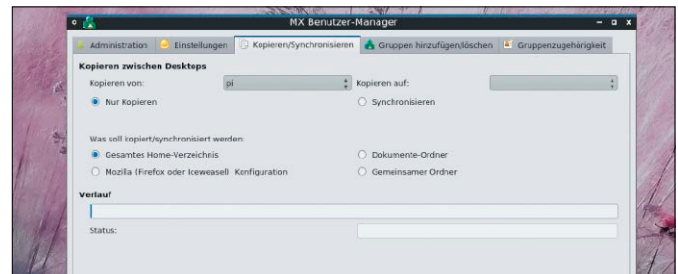 MX Benutzer-Manager
Administration Einstellungen Kopieren/Synchronisieren Gruppen hinzufügen/löschen Gruppenzugehörigkeit
Kopieren zwischen Desktops
Kopieren von: pi Kopieren auf:
Nur Kopieren Synchronisieren
Was soll kopiert/synchronisiert werden
Gesamtes Home-Verzeichnis Dokumente-Ordner
Mozilla (Firefox oder Iceweasel) Konfiguration Gemeinsamer Ordner
Verlauf
Status: